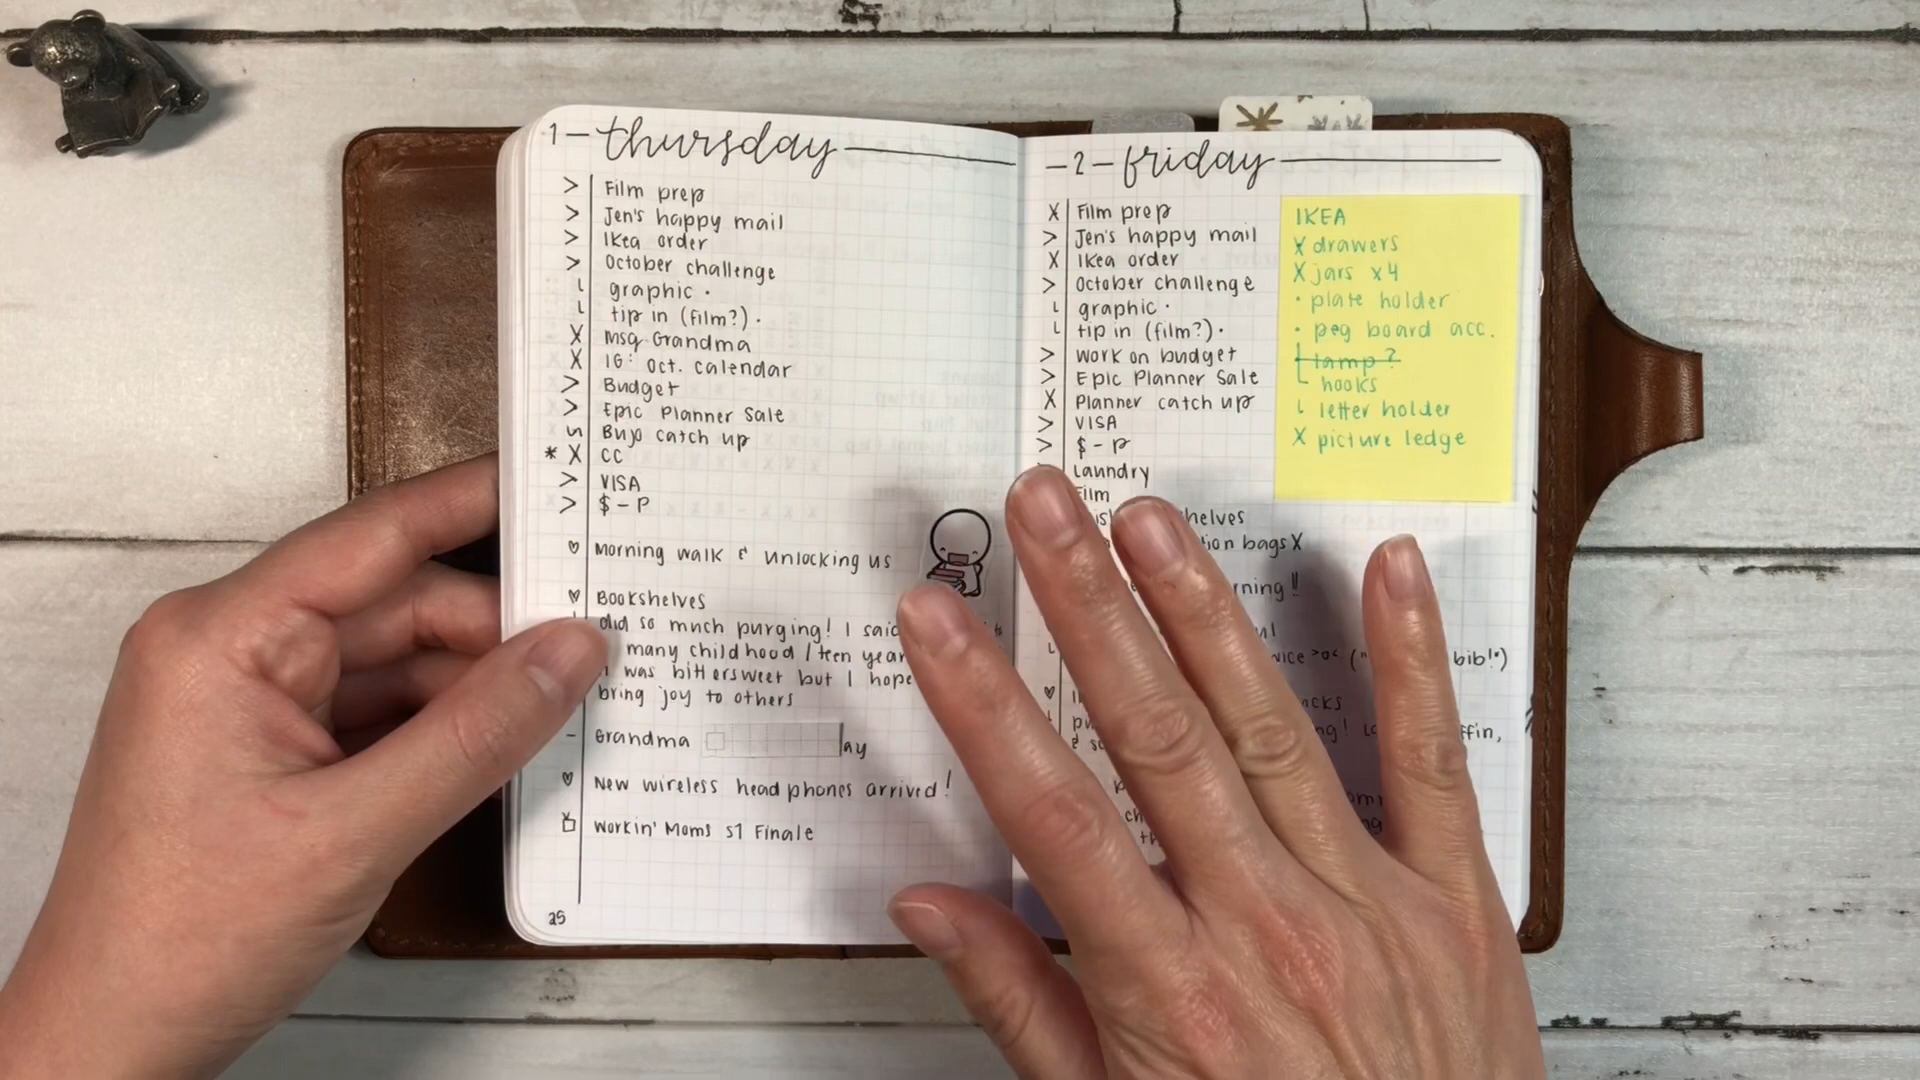 1 - thursday
> Film prep
> Jen's happy mail
> Ikea order
> October challenge
L graphic ·
L tip in (film?) ·
X Msg Grandma
X IG: Oct. calendar
> Budget
> Epic Planner Sale
Bujo catch up
* X CC
> VISA
> $ - P
♡ Morning walk & unlocking us
♡ Bookshelves
did so much purging! I said
many childhood / teen year
was bittersweet but I hope
bring joy to others
- Grandma ay
♡ New wireless headphones arrived!
Workin' Moms S1 Finale
25
- 2 - friday
X Film prep
> Jen's happy mail
X Ikea order
> October challenge
L graphic ·
L tip in (film?) ·
> Work on budget
> Epic Planner Sale
X Planner catch up
> VISA
> $ - P
Laundry
Film
helves
bags X
!!
bib!")
IKEA
X drawers
X jars x4
· plate holder
· peg board acc.
lamp?
L hooks
L letter holder
X picture ledge